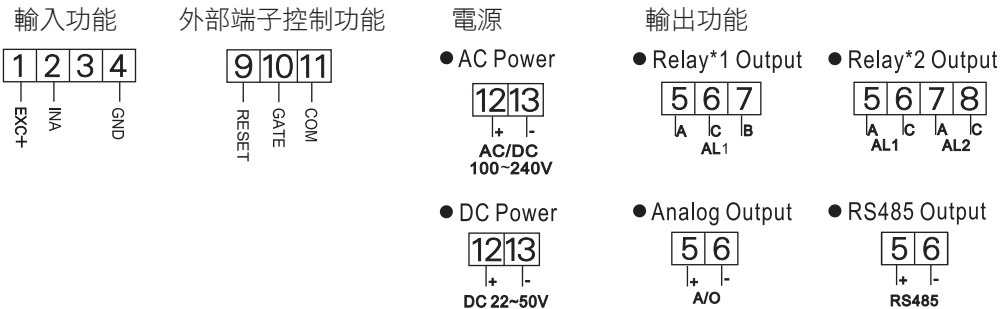 輸入功能
1 2 3 4
EXC+ INA GND
外部端子控制功能
9 10 11
RESET GATE COM
電源
● AC Power
12 13
+ -
AC/DC
100~240V
● DC Power
12 13
+ -
DC 22~50V
輸出功能
● Relay*1 Output
5 6 7
A C B
AL1
● Relay*2 Output
5 6 7 8
A C A C
AL1 AL2
● Analog Output
5 6
+ -
A/O
● RS485 Output
5 6
+ -
RS485